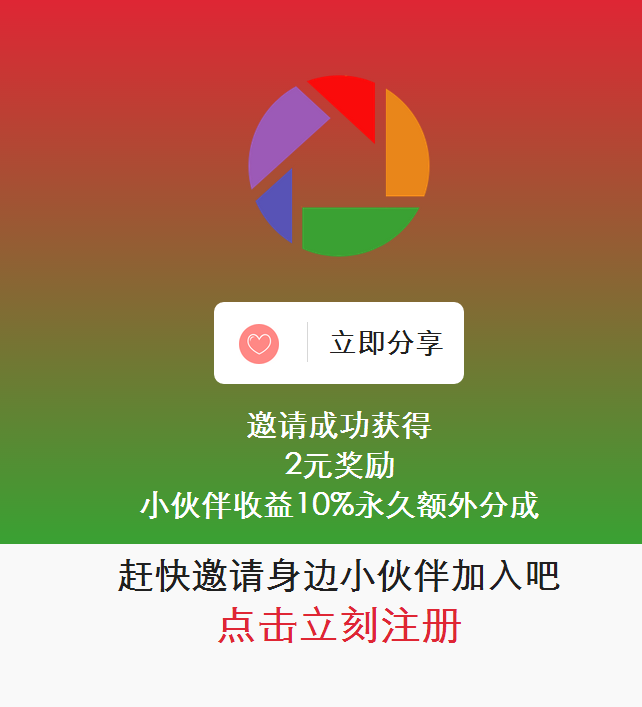 立即分享
邀请成功获得
2元奖励
小伙伴收益10%永久额外分成
赶快邀请身边小伙伴加入吧
点击立刻注册